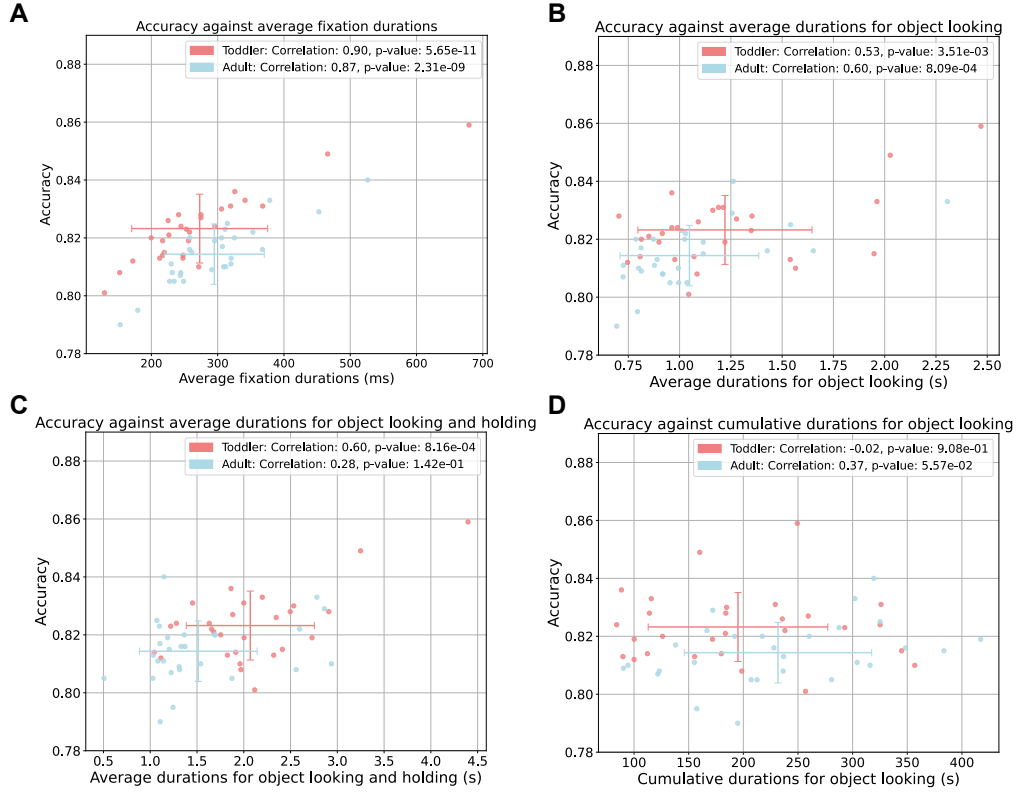 A
Accuracy against average fixation durations
Toddler: Correlation: 0.90, p-value: 5.65e-11
Adult: Correlation: 0.87, p-value: 2.31e-09
0.88
0.86
0.84
0.82
0.80
0.78
Accuracy
200 300 400 500 600 700
Average fixation durations (ms)
B
Accuracy against average durations for object looking
Toddler: Correlation: 0.53, p-value: 3.51e-03
Adult: Correlation: 0.60, p-value: 8.09e-04
0.88
0.86
0.84
0.82
0.80
0.78
Accuracy
0.75 1.00 1.25 1.50 1.75 2.00 2.25 2.50
Average durations for object looking (s)
C
Accuracy against average durations for object looking and holding
Toddler: Correlation: 0.60, p-value: 8.16e-04
Adult: Correlation: 0.28, p-value: 1.42e-01
0.88
0.86
0.84
0.82
0.80
0.78
Accuracy
0.5 1.0 1.5 2.0 2.5 3.0 3.5 4.0 4.5
Average durations for object looking and holding (s)
D
Accuracy against cumulative durations for object looking
Toddler: Correlation: -0.02, p-value: 9.08e-01
Adult: Correlation: 0.37, p-value: 5.57e-02
0.88
0.86
0.84
0.82
0.80
0.78
Accuracy
100 150 200 250 300 350 400
Cumulative durations for object looking (s)